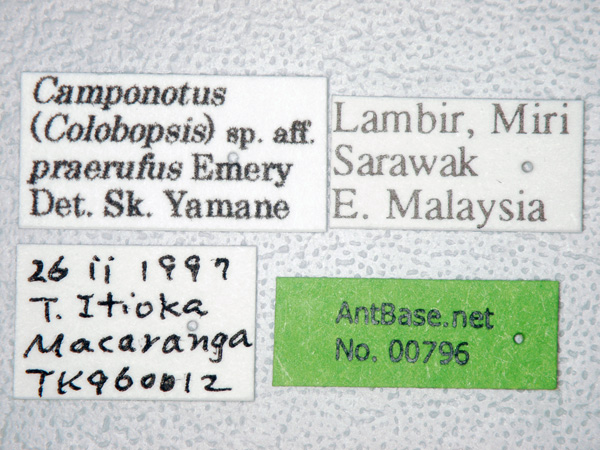 Camponotus
(Colobopsis) sp. aff.
praerufus Emery
Det. Sk. Yamane
Lambir, Miri
Sarawak
E. Malaysia
26 ii 1997
T. Itioka
Macaranga
TK960012
AntBase.net
No. 00796